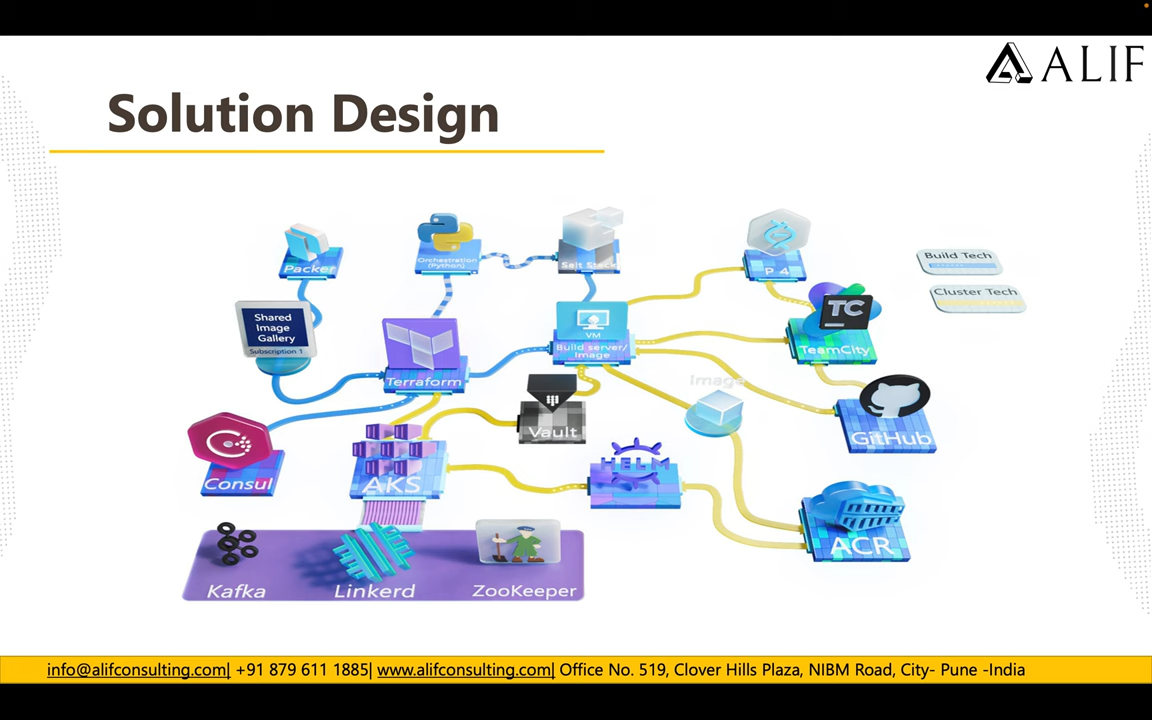 ALIF
Solution Design
Packer
Orchestration
(Python)
Salt Stack
P 4
Build Tech
Cluster Tech
Shared
Image
Gallery
Subscription 1
Terraform
VM
Build server/
Image
TC
TeamCity
Image
Vault
GitHub
Consul
AKS
HELM
ACR
Kafka
Linkerd
ZooKeeper
info@alifconsulting.com| +91 879 611 1885| www.alifconsulting.com| Office No. 519, Clover Hills Plaza, NIBM Road, City- Pune -India